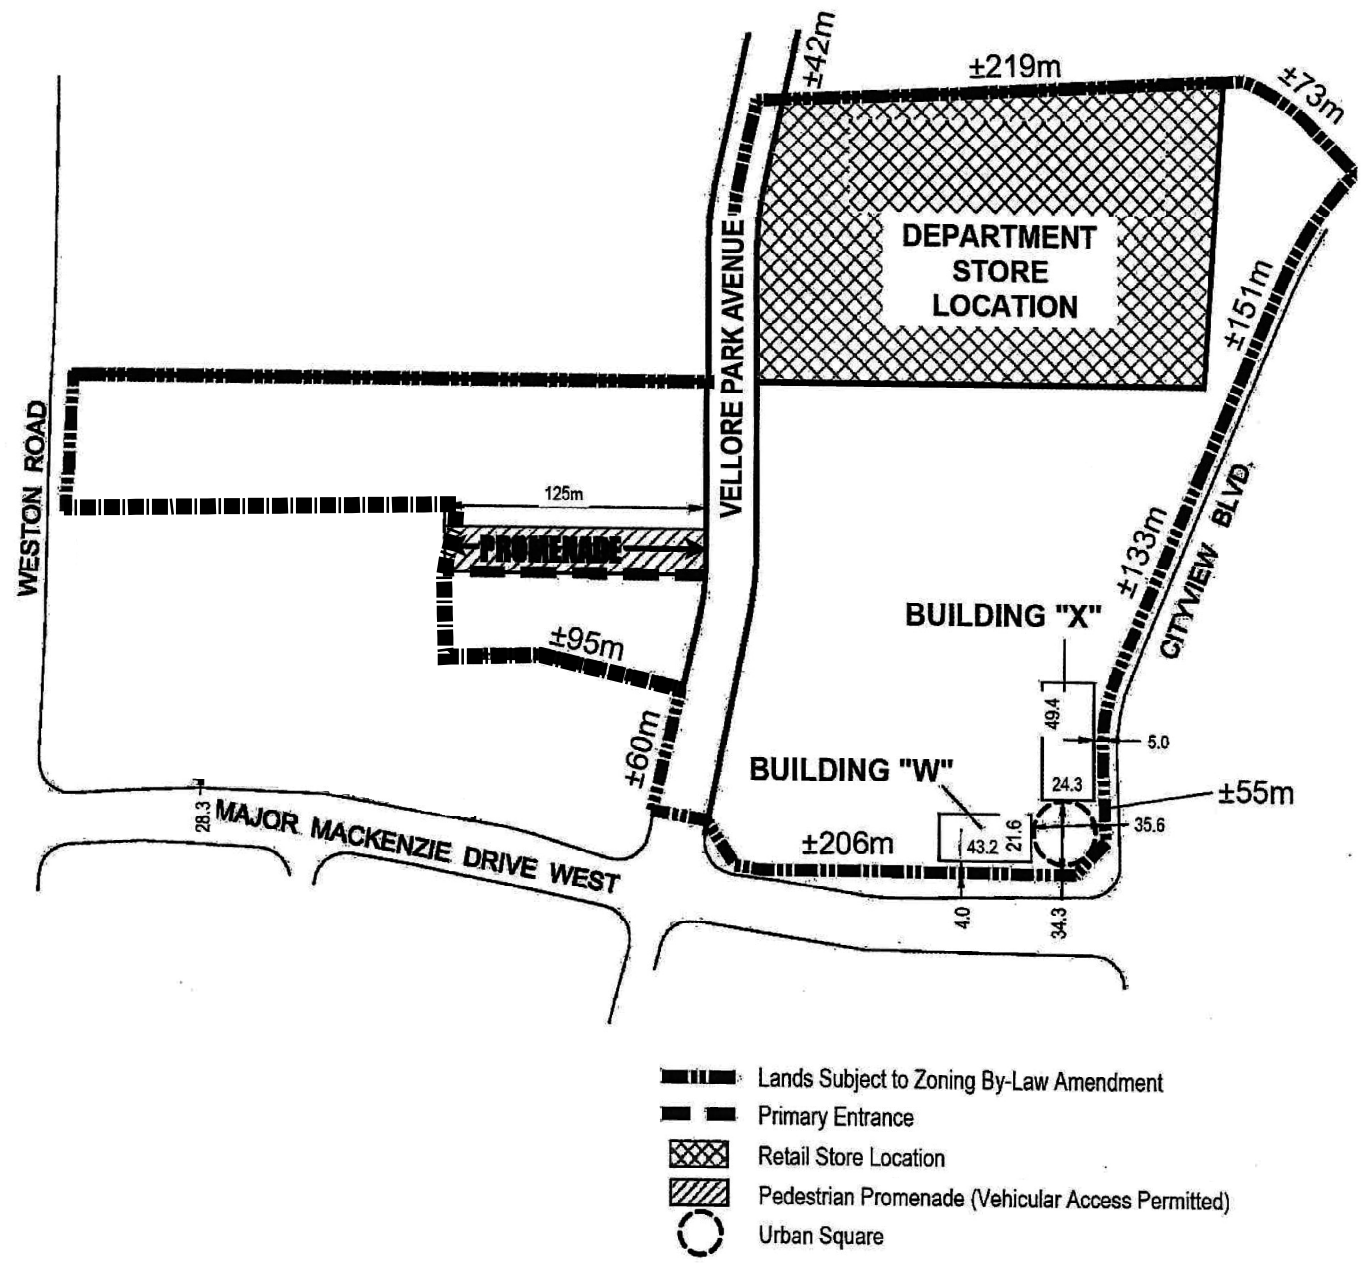 ±42m
±219m
±73m
DEPARTMENT
STORE
LOCATION
±151m
VELLORE PARK AVENUE
WESTON ROAD
125m
PROMENADE
±133m
CITYVIEW BLVD
BUILDING "X"
±95m
49.4
5.0
±60m
BUILDING "W"
24.3
±55m
28.3
MAJOR MACKENZIE DRIVE WEST
±206m
43.2
21.6
35.6
4.0
34.3
Lands Subject to Zoning By-Law Amendment
Primary Entrance
Retail Store Location
Pedestrian Promenade (Vehicular Access Permitted)
Urban Square